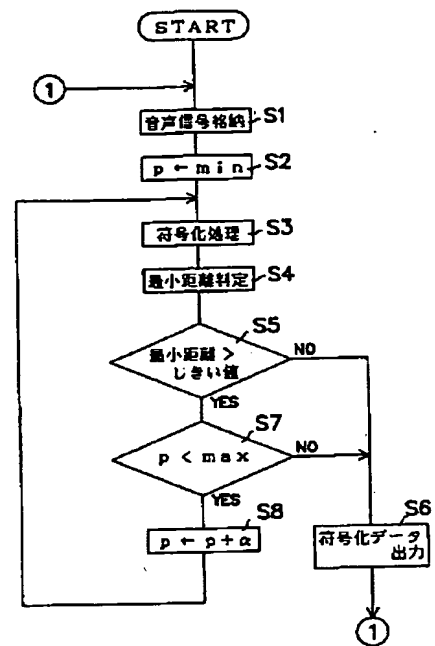 START
①
音声信号格納 S1
p ← min S2
符号化処理 S3
最小距離判定 S4
S5
最小距離 >
しきい値
NO
YES
S7
p < max
NO
YES
S8
p ← p + α
S6
符号化データ
出力
①